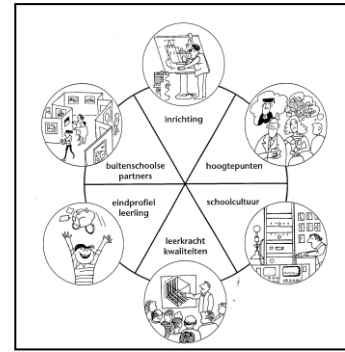 inrichting
buitenschoolse
partners
hoogtepunten
eindprofiel
leerling
schoolcultuur
leerkracht
kwaliteiten